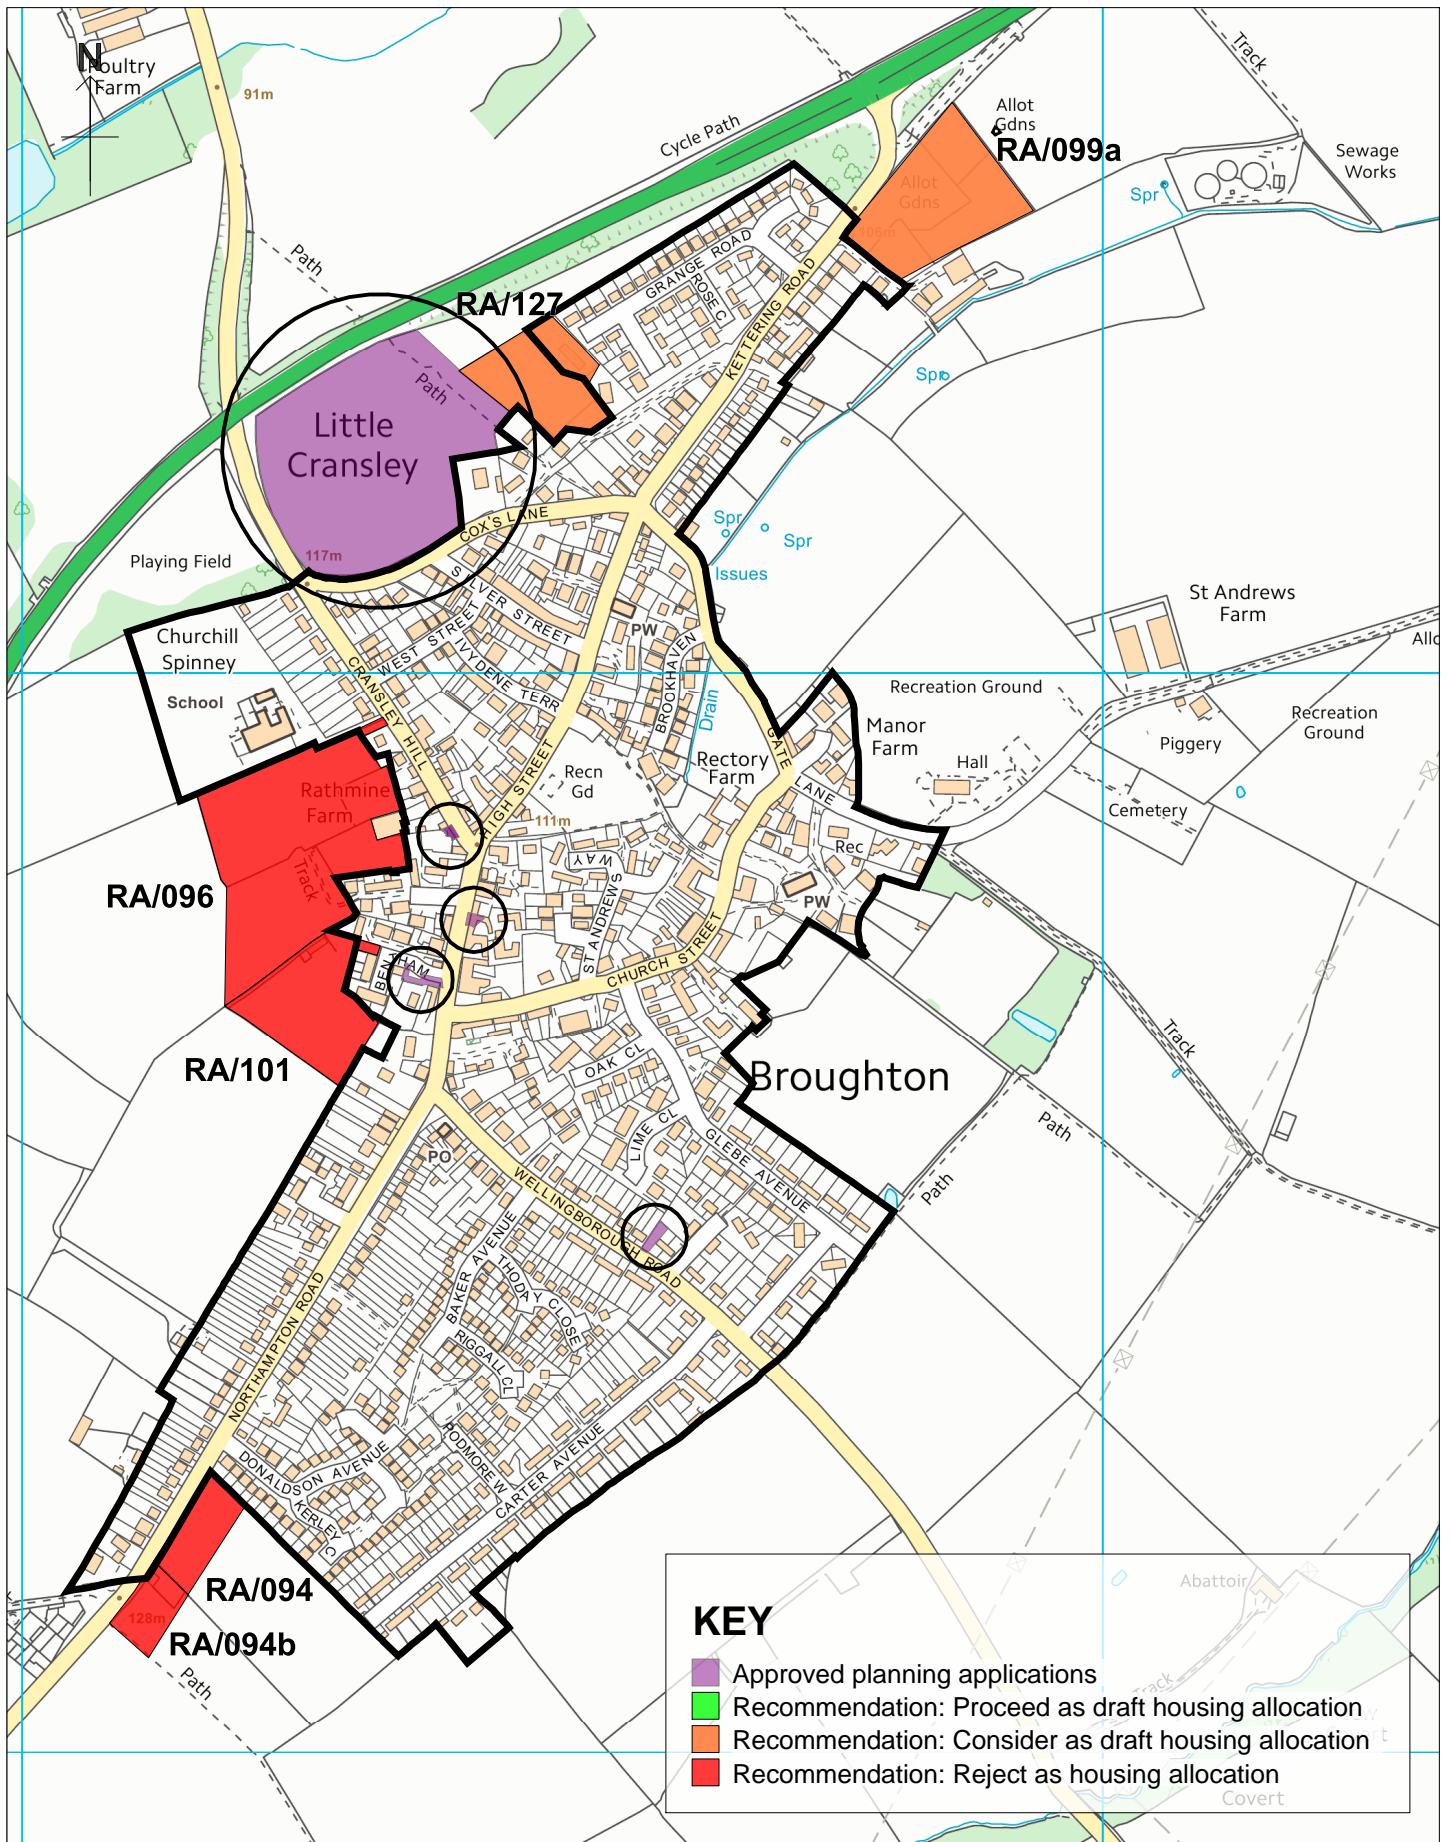 N
Poultry
Farm
91m
Track
Allot
Gdns
RA/099a
Cycle Path
Sewage
Works
Allot
Gdns
Spr
106m
Path
GRANGE ROAD
ROSE C
RA/127
KETTERING ROAD
Path
Spr
Little
Cransley
COX'S LANE
Spr
Spr
117m
Playing Field
Issues
SILVER STREET
St Andrews
Farm
Churchill
Spinney
WEST STREET
PW
Allo
IVYDENE TERR
BROOKHAVEN
CRANSLEY HILL
School
Drain
Recreation Ground
Recreation
Ground
Manor
Farm
GATE
LANE
Piggery
HIGH STREET
Rectory
Farm
Hall
Recn
Gd
Rathmine
Farm
Cemetery
111m
Rec
WAY
Track
RA/096
PW
ST ANDREWS
CHURCH STREET
BENTHAM
Track
RA/101
OAK CL
Broughton
LIME CL
Path
GLEBE AVENUE
PO
WELLINGBOROUGH ROAD
Path
BAKER AVENUE
THODY CLOSE
NORTHAMPTON ROAD
RIGGALL CL
DONALDSON AVENUE
PODMORE W
CARTER AVENUE
KERLEY C
RA/094
128m
RA/094b
Path
Abattoir
Track
KEY
Approved planning applications
Recommendation: Proceed as draft housing allocation
Recommendation: Consider as draft housing allocation
Recommendation: Reject as housing allocation
Covert